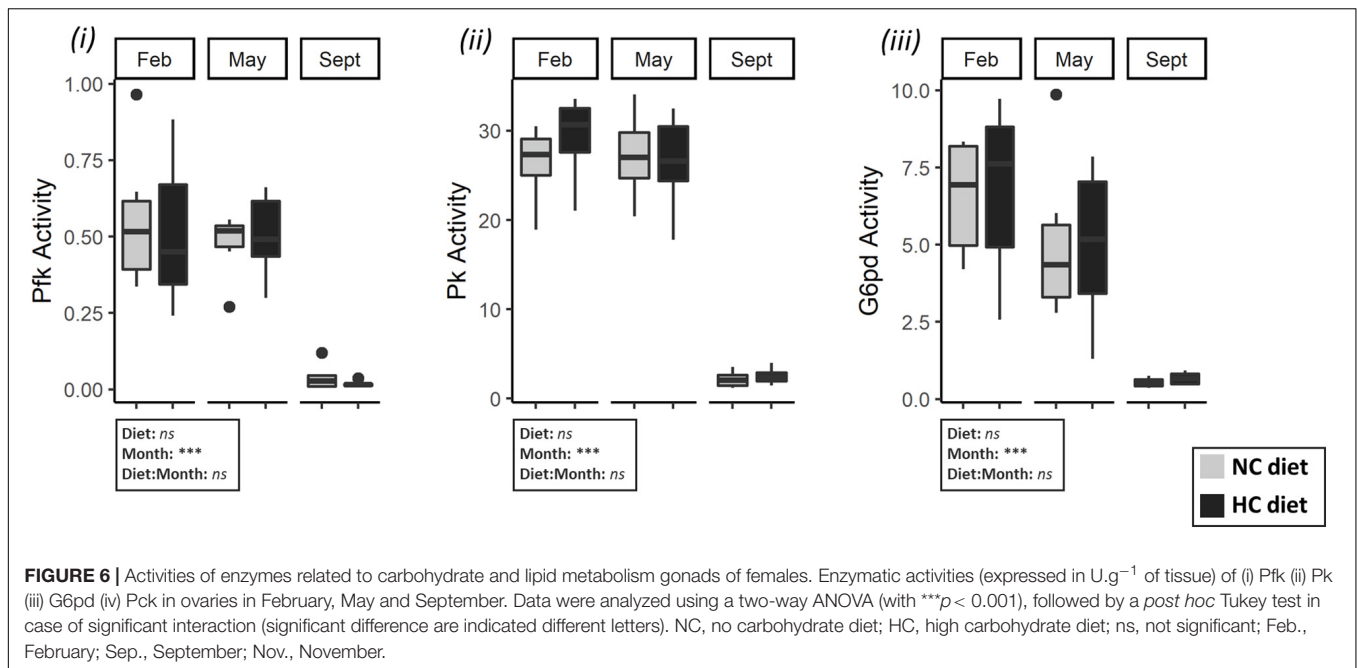 (i)
Feb
May
Sept
1.00
0.75
0.50
0.25
0.00
Pfk Activity
Diet: ns
Month: ***
Diet:Month: ns
(ii)
Feb
May
Sept
30
20
10
0
Pk Activity
Diet: ns
Month: ***
Diet:Month: ns
(iii)
Feb
May
Sept
10.0
7.5
5.0
2.5
0.0
G6pd Activity
Diet: ns
Month: ***
Diet:Month: ns
NC diet
HC diet
FIGURE 6 | Activities of enzymes related to carbohydrate and lipid metabolism gonads of females. Enzymatic activities (expressed in U.g⁻¹ of tissue) of (i) Pfk (ii) Pk
(iii) G6pd (iv) Pck in ovaries in February, May and September. Data were analyzed using a two-way ANOVA (with ***p < 0.001), followed by a post hoc Tukey test in
case of significant interaction (significant difference are indicated different letters). NC, no carbohydrate diet; HC, high carbohydrate diet; ns, not significant; Feb.,
February; Sep., September; Nov., November.